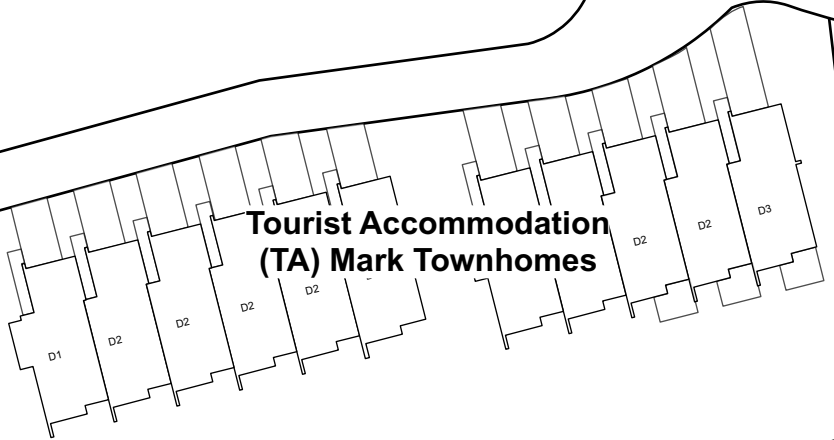 Tourist Accommodation
(TA) Mark Townhomes
D1
D2
D2
D2
D2
D2
D2
D3